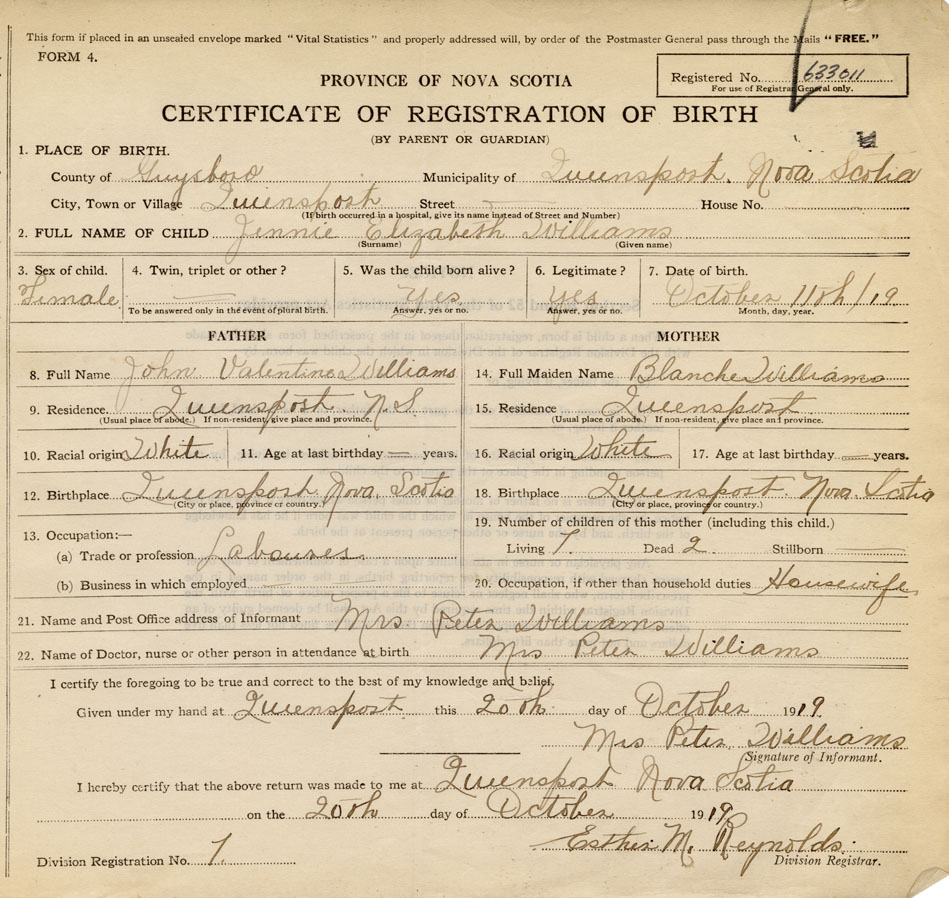 This form if placed in an unsealed envelope marked "Vital Statistics" and properly addressed will, by order of the Postmaster General pass through the Mails "FREE."
FORM 4.
Registered No. 633011
For use of Registrar General only.
PROVINCE OF NOVA SCOTIA
CERTIFICATE OF REGISTRATION OF BIRTH
(BY PARENT OR GUARDIAN)
1. PLACE OF BIRTH.
County of Guysboro Municipality of Queensport. Nova Scotia
City, Town or Village Queensport Street House No.
(If birth occurred in a hospital, give its name instead of Street and Number)
2. FULL NAME OF CHILD Jennie Elizabeth Williams
(Surname) (Given name)
3. Sex of child. 4. Twin, triplet or other? 5. Was the child born alive? 6. Legitimate? 7. Date of birth.
Female — Yes. Yes October 11th/19
To be answered only in the event of plural birth. Answer, yes or no. Answer, yes or no. Month, day, year.
FATHER MOTHER
8. Full Name John Valentine Williams 14. Full Maiden Name Blanche Williams
9. Residence. Queensport. N.S. 15. Residence Queensport
(Usual place of abode.) If non-resident, give place and province. (Usual place of abode.) If non-resident, give place and province.
10. Racial origin White 11. Age at last birthday — years. 16. Racial origin White 17. Age at last birthday — years.
12. Birthplace Queensport Nova Scotia 18. Birthplace Queensport. Nova Scotia
(City or place, province or country.) (City or place, province or country.)
19. Number of children of this mother (including this child.)
13. Occupation:—
(a) Trade or profession Labourer. Living 7. Dead 2. Stillborn —
(b) Business in which employed — 20. Occupation, if other than household duties Housewife
21. Name and Post Office address of Informant Mrs Peter Williams
22. Name of Doctor, nurse or other person in attendance at birth Mrs Peter Williams
I certify the foregoing to be true and correct to the best of my knowledge and belief.
Given under my hand at Queensport this 20th day of October 1919.
Mrs Peter Williams
Signature of Informant.
I hereby certify that the above return was made to me at Queensport Nova Scotia
on the 20th day of October 1919
Esther M. Reynolds.
Division Registration No. 7. Division Registrar.